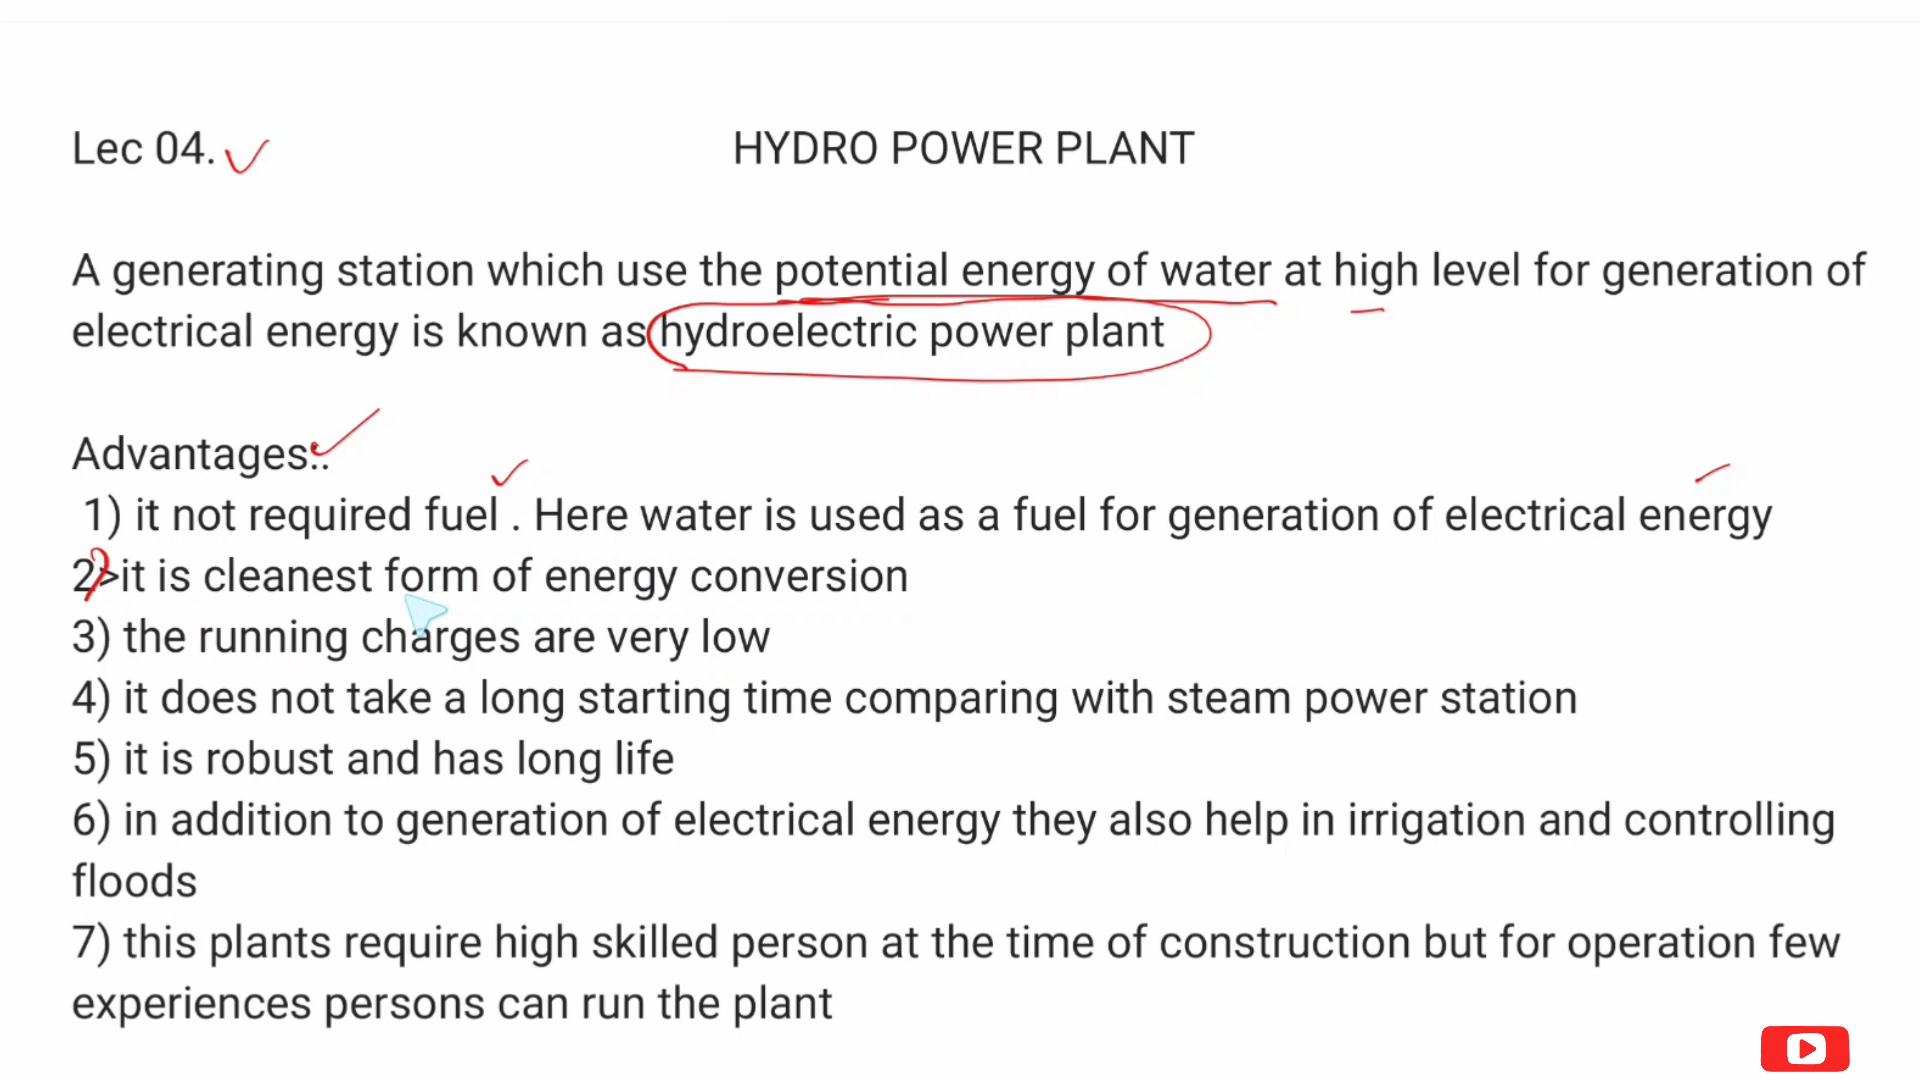 Lec 04. HYDRO POWER PLANT
A generating station which use the potential energy of water at high level for generation of
electrical energy is known as hydroelectric power plant
Advantages:.
1) it not required fuel . Here water is used as a fuel for generation of electrical energy
2>it is cleanest form of energy conversion
3) the running charges are very low
4) it does not take a long starting time comparing with steam power station
5) it is robust and has long life
6) in addition to generation of electrical energy they also help in irrigation and controlling
floods
7) this plants require high skilled person at the time of construction but for operation few
experiences persons can run the plant